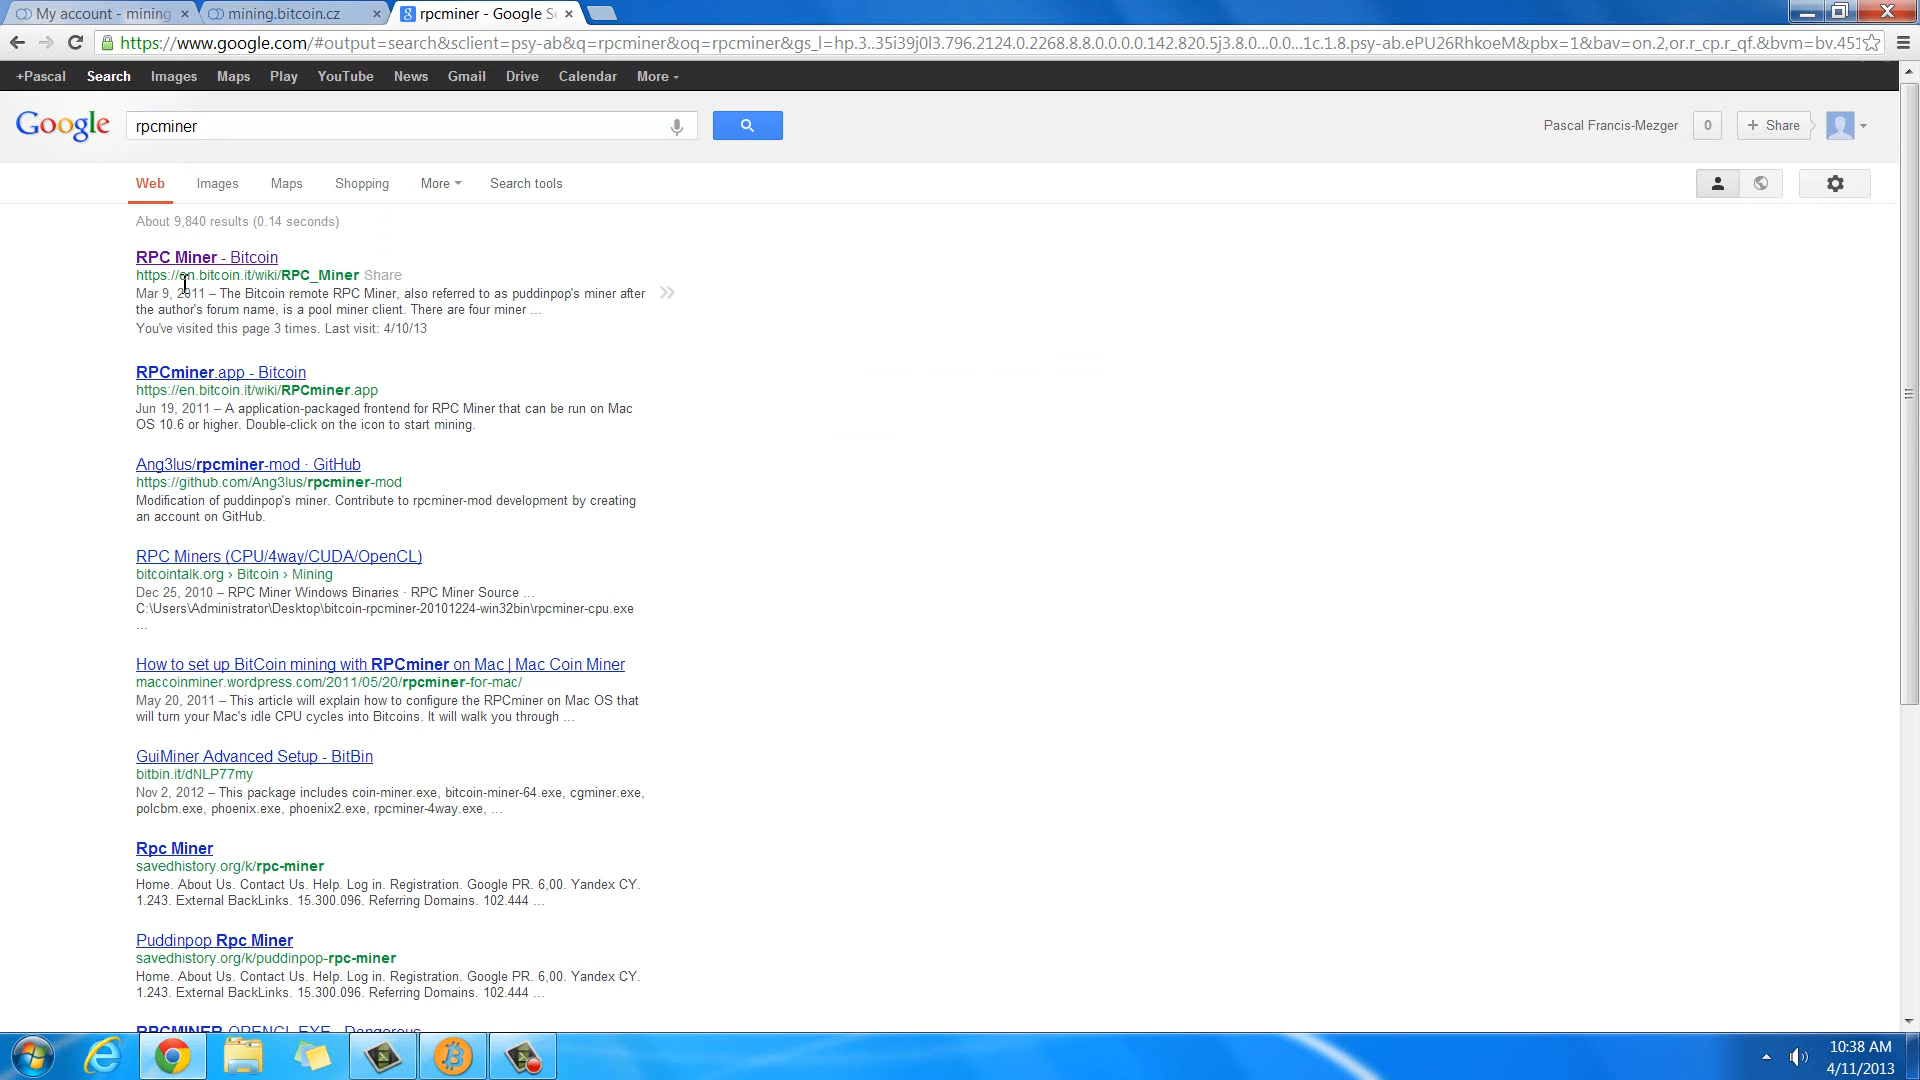 My account - mining
mining.bitcoin.cz
rpcminer - Google S
https://www.google.com/#output=search&sclient=psy-ab&q=rpcminer&oq=rpcminer&gs_l=hp.3..35i39j0l3.796.2124.0.2268.8.8.0.0.0.0.142.820.5j3.8.0...0.0...1c.1.8.psy-ab.ePU26RhkoeM&pbx=1&bav=on.2,or.r_cp.r_qf.&bvm=bv.451
+Pascal Search Images Maps Play YouTube News Gmail Drive Calendar More
Google
rpcminer
Pascal Francis-Mezger
0
+ Share
Web Images Maps Shopping More Search tools
About 9,840 results (0.14 seconds)
RPC Miner - Bitcoin
https://en.bitcoin.it/wiki/RPC_Miner Share
Mar 9, 2011 – The Bitcoin remote RPC Miner, also referred to as puddinpop's miner after
the author's forum name, is a pool miner client. There are four miner ...
You've visited this page 3 times. Last visit: 4/10/13
RPCminer.app - Bitcoin
https://en.bitcoin.it/wiki/RPCminer.app
Jun 19, 2011 – A application-packaged frontend for RPC Miner that can be run on Mac
OS 10.6 or higher. Double-click on the icon to start mining.
Ang3lus/rpcminer-mod · GitHub
https://github.com/Ang3lus/rpcminer-mod
Modification of puddinpop's miner. Contribute to rpcminer-mod development by creating
an account on GitHub.
RPC Miners (CPU/4way/CUDA/OpenCL)
bitcointalk.org › Bitcoin › Mining
Dec 25, 2010 – RPC Miner Windows Binaries · RPC Miner Source ...
C:\Users\Administrator\Desktop\bitcoin-rpcminer-20101224-win32bin\rpcminer-cpu.exe
...
How to set up BitCoin mining with RPCminer on Mac | Mac Coin Miner
maccoinminer.wordpress.com/2011/05/20/rpcminer-for-mac/
May 20, 2011 – This article will explain how to configure the RPCminer on Mac OS that
will turn your Mac's idle CPU cycles into Bitcoins. It will walk you through ...
GuiMiner Advanced Setup - BitBin
bitbin.it/dNLP77my
Nov 2, 2012 – This package includes coin-miner.exe, bitcoin-miner-64.exe, cgminer.exe,
polcbm.exe, phoenix.exe, phoenix2.exe, rpcminer-4way.exe, ...
Rpc Miner
savedhistory.org/k/rpc-miner
Home. About Us. Contact Us. Help. Log in. Registration. Google PR. 6,00. Yandex CY.
1.243. External BackLinks. 15.300.096. Referring Domains. 102.444 ...
Puddinpop Rpc Miner
savedhistory.org/k/puddinpop-rpc-miner
Home. About Us. Contact Us. Help. Log in. Registration. Google PR. 6,00. Yandex CY.
1.243. External BackLinks. 15.300.096. Referring Domains. 102.444 ...
RPCMINER-OPENCL.EXE - Dangerous
10:38 AM
4/11/2013